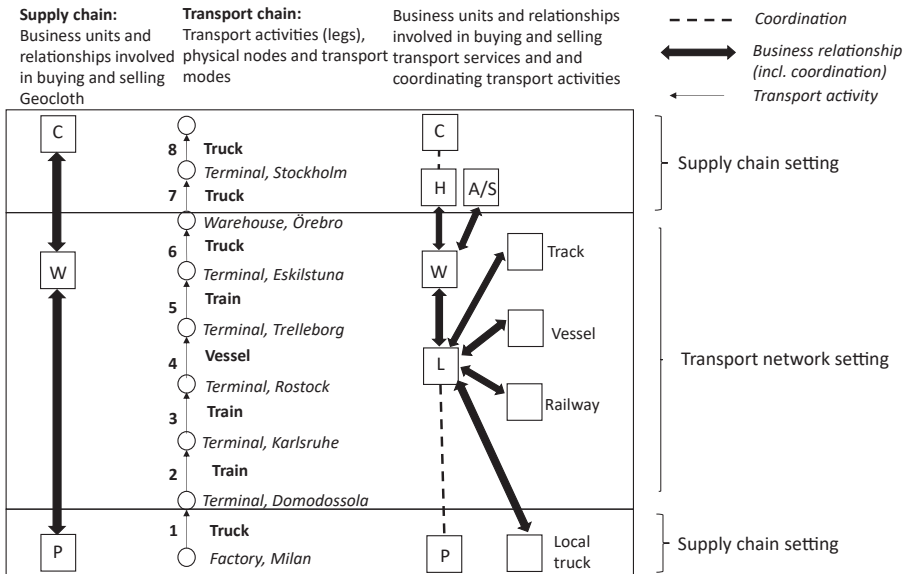 Supply chain:
Business units and
relationships involved
in buying and selling
Geocloth
Transport chain:
Transport activities (legs),
physical nodes and transport
modes
Business units and relationships
involved in buying and selling
transport services and and
coordinating transport activities
Coordination
Business relationship
(incl. coordination)
Transport activity
C
8 Truck
C
Terminal, Stockholm
7 Truck
H
A/S
Supply chain setting
Warehouse, Örebro
6 Truck
W
Terminal, Eskilstuna
W
Track
5 Train
Terminal, Trelleborg
Vessel
4 Vessel
L
Transport network setting
Terminal, Rostock
Railway
3 Train
Terminal, Karlsruhe
2 Train
Terminal, Domodossola
1 Truck
P
Factory, Milan
P
Local
truck
Supply chain setting